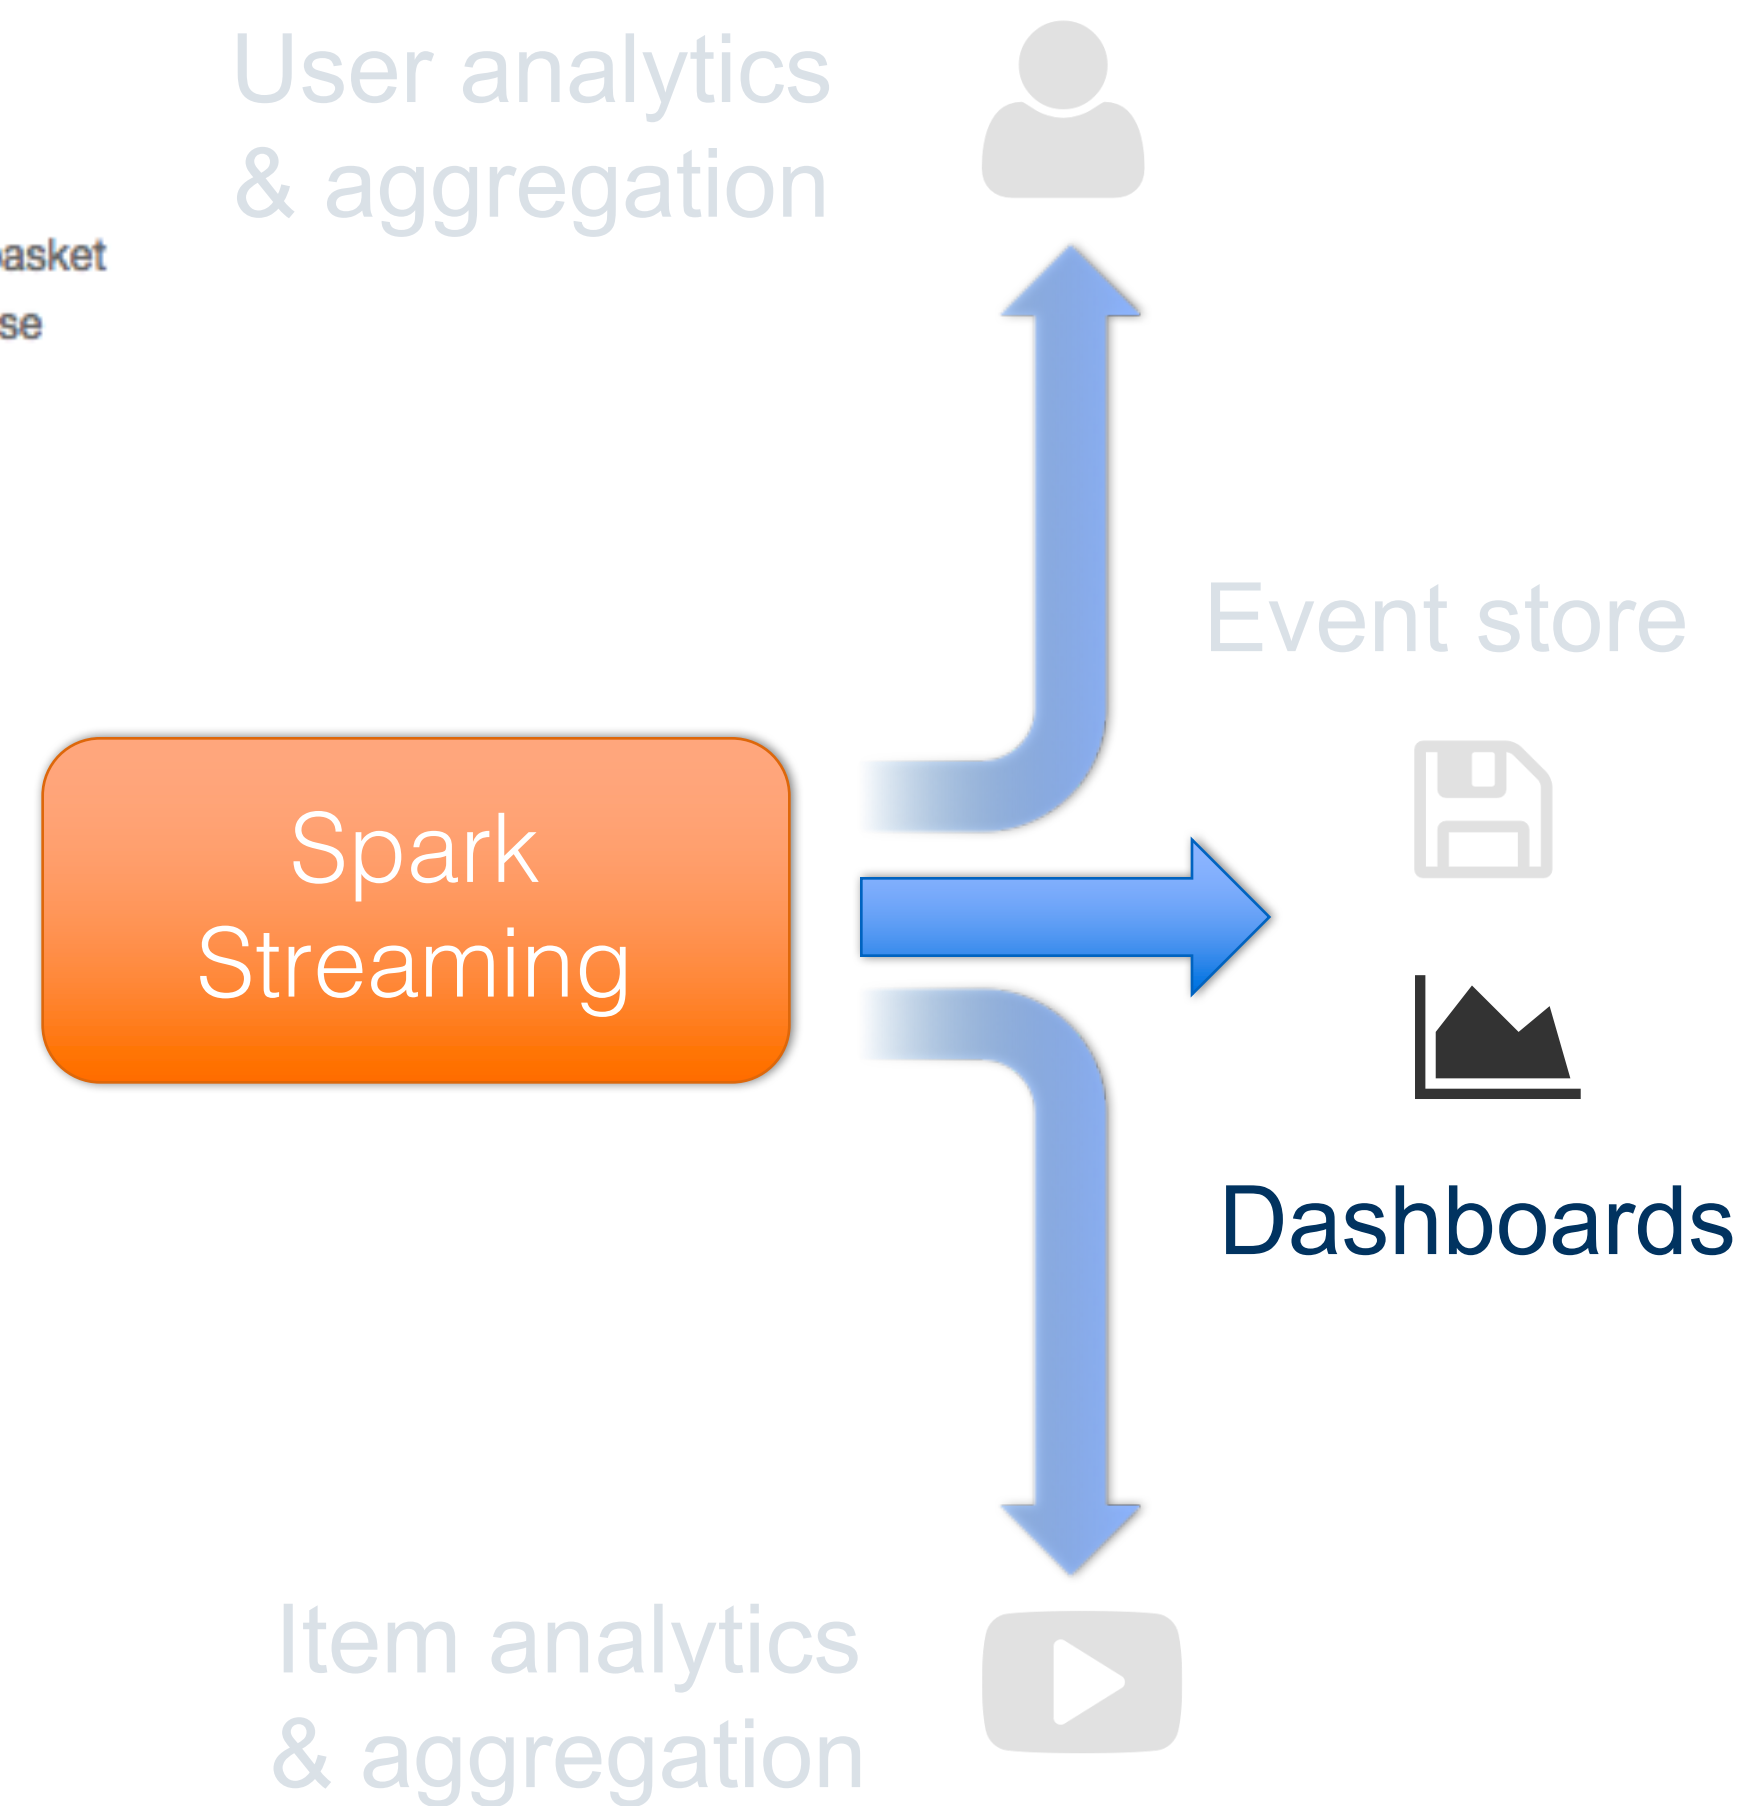 User analytics
& aggregation
asket
se
Event store
Spark
Streaming
Dashboards
Item analytics
& aggregation